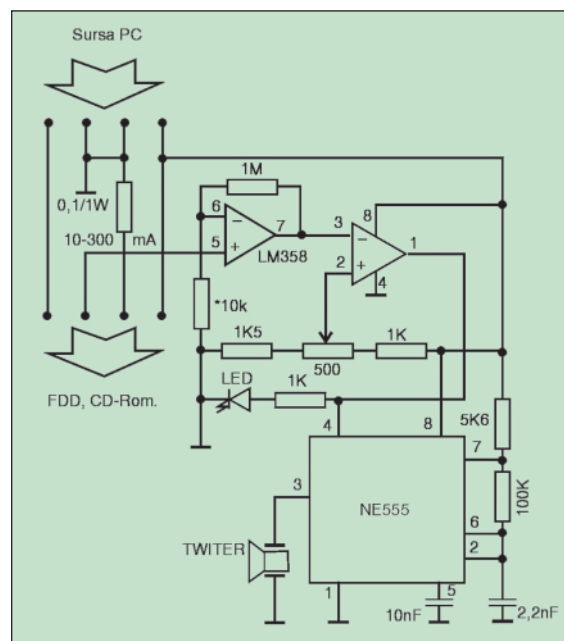 Sursa PC
0,1/1W
10-300 mA
FDD, CD-Rom.
1M
6
5
7
LM358
3
2
8
1
4
*10k
1K5
500
1K
LED
1K
4
8
5K6
7
100K
3
NE555
6
2
TWITER
1
5
10nF
2,2nF